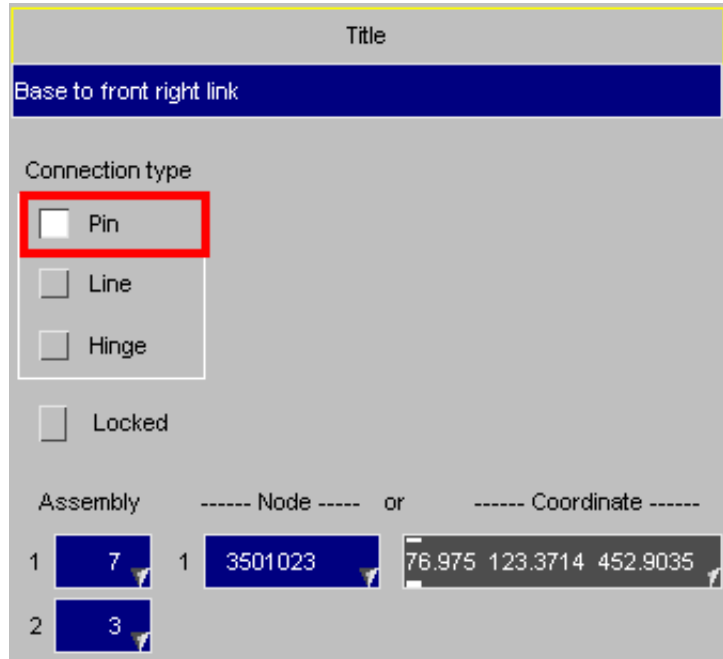 Title
Base to front right link
Connection type
Pin
Line
Hinge
Locked
Assembly ------ Node ----- or ------ Coordinate ------
1 7 1 3501023 76.975 123.3714 452.9035
2 3